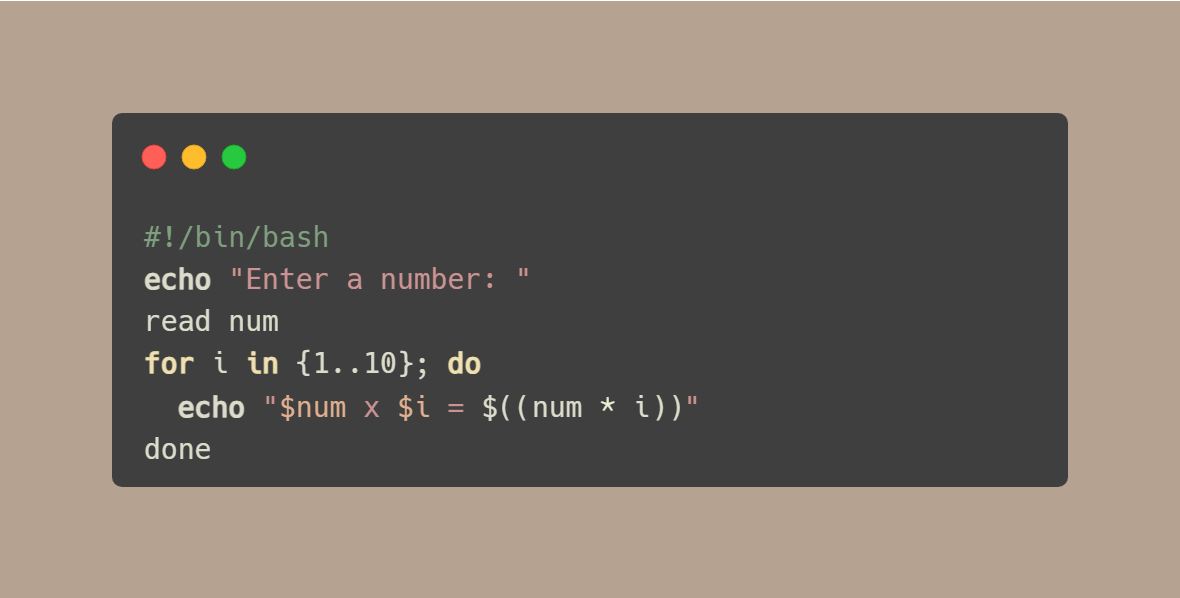 #!/bin/bash
echo "Enter a number: "
read num
for i in {1..10}; do
  echo "$num x $i = $((num * i))"
done